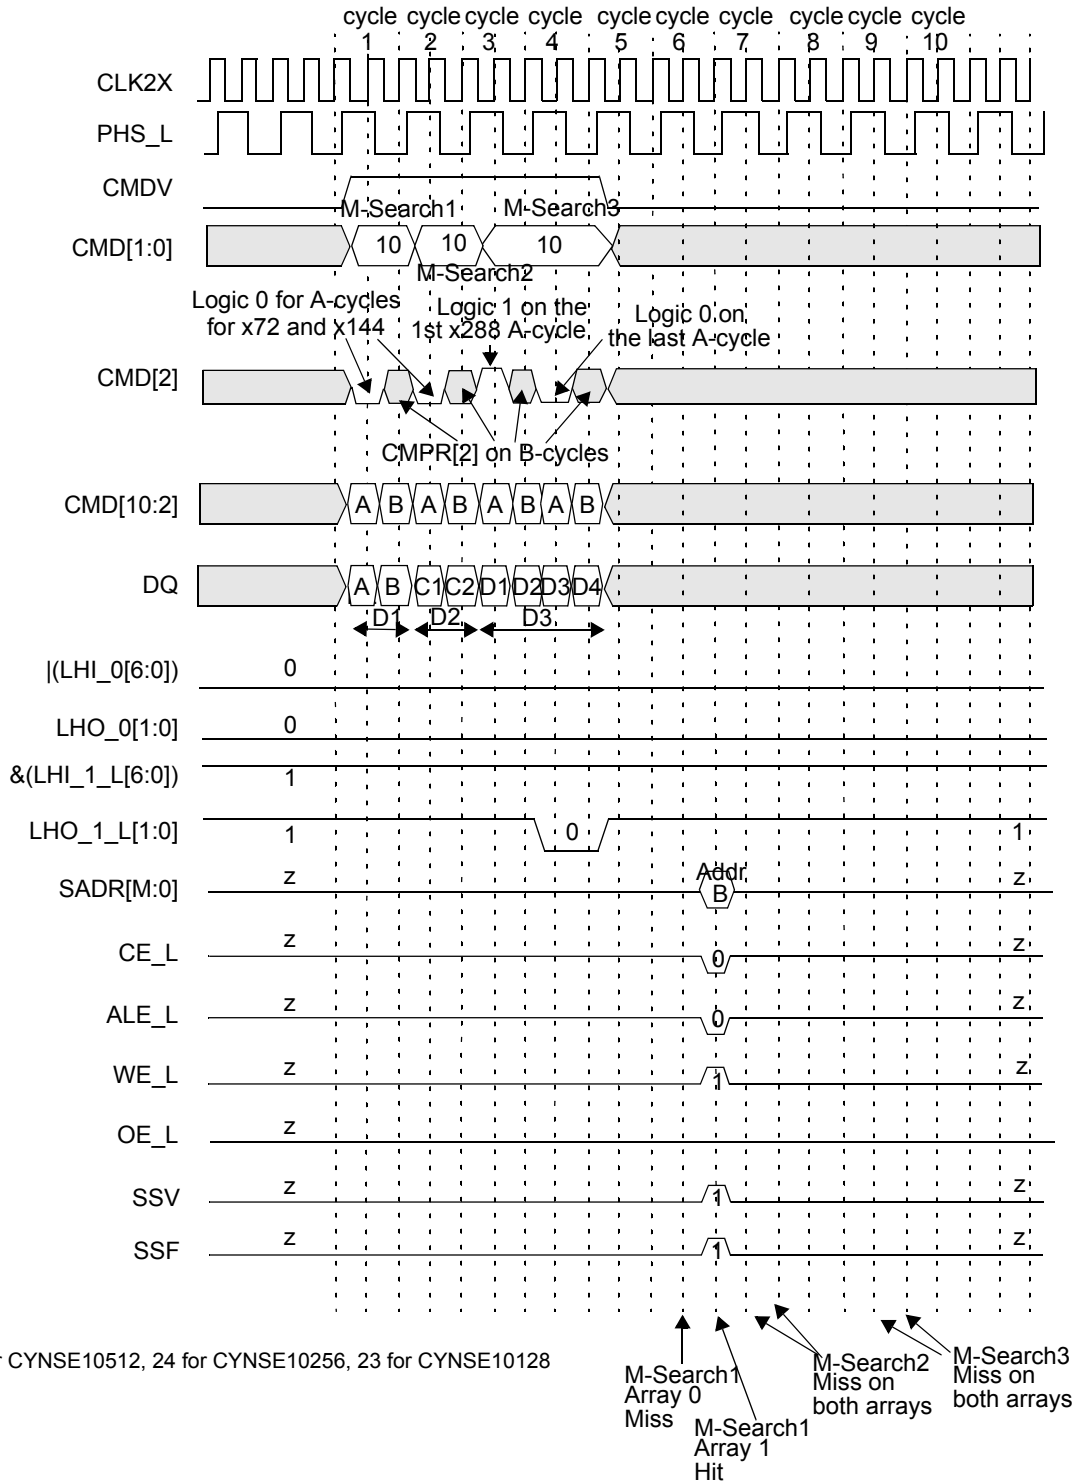 cycle cycle cycle cycle cycle cycle cycle cycle cycle cycle
1 2 3 4 5 6 7 8 9 10
CLK2X
PHS_L
CMDV
M-Search1 M-Search3
CMD[1:0] 10 10 10
M-Search2
Logic 0 for A-cycles
for x72 and x144
Logic 1 on the
1st x288 A-cycle
Logic 0 on
the last A-cycle
CMD[2]
CMPR[2] on B-cycles
CMD[10:2] A B A B A B A B
DQ A B C1 C2 D1 D2 D3 D4
D1 D2 D3
|(LHI_0[6:0]) 0
LHO_0[1:0] 0
&(LHI_1_L[6:0]) 1
LHO_1_L[1:0] 1 0 1
Addr
SADR[M:0] z B z
CE_L z 0 z
ALE_L z 0 z
WE_L z 1 z
OE_L z
SSV z 1 z
SSF z 1 z
CYNSE10512, 24 for CYNSE10256, 23 for CYNSE10128
M-Search1
Array 0
Miss
M-Search1
Array 1
Hit
M-Search2
Miss on
both arrays
M-Search3
Miss on
both arrays